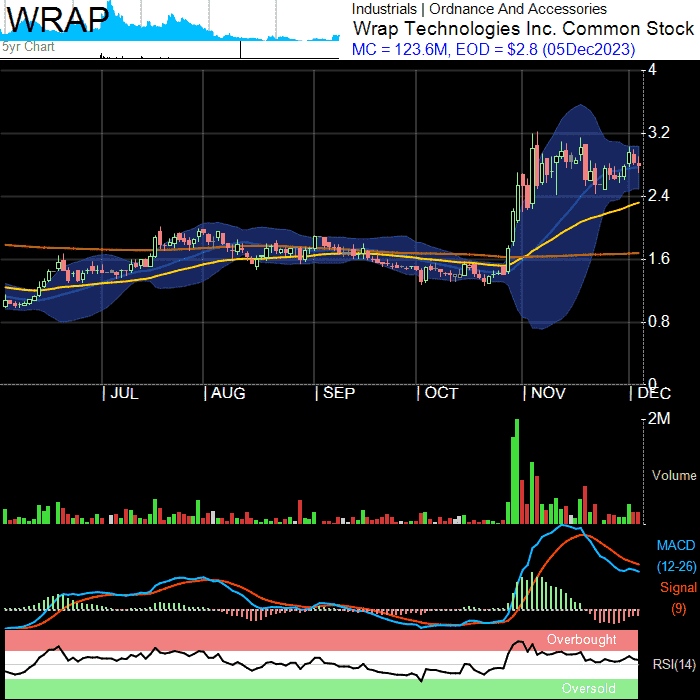 WRAP
5yr Chart
Industrials | Ordnance And Accessories
Wrap Technologies Inc. Common Stock
MC = 123.6M, EOD = $2.8 (05Dec2023)
4
3.2
2.4
1.6
0.8
0
| JUL | AUG | SEP | OCT | NOV | DEC
2M
Volume
MACD
(12-26)
Signal
(9)
Overbought
RSI(14)
Oversold